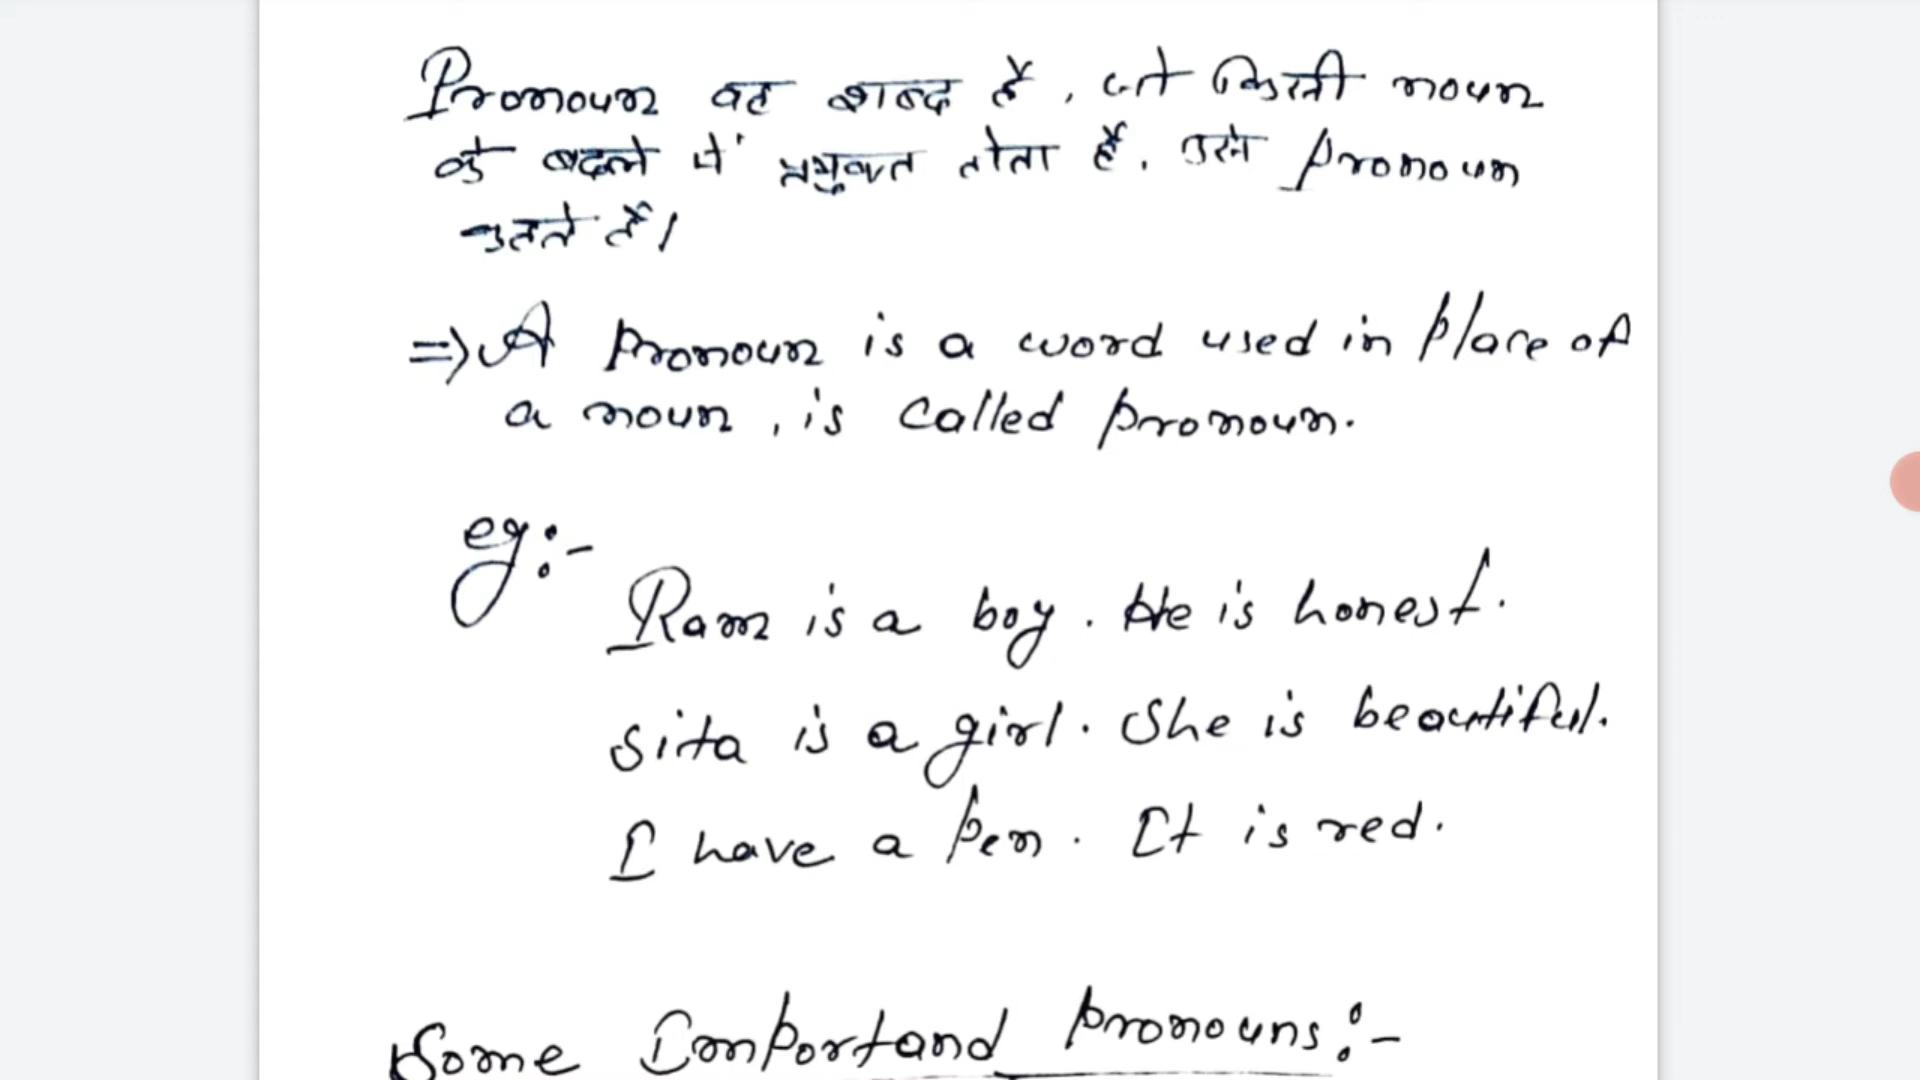 Pronoun वह शब्द है, जो किसी noun
के बदले में प्रयुक्त होता है, उसे pronoun
कहते हैं।
=> A pronoun is a word used in place of
a noun, is called pronoun.
eg:-
Ram is a boy. He is honest.
Sita is a girl. She is beautiful.
I have a pen. It is red.
Some Importand pronouns:-